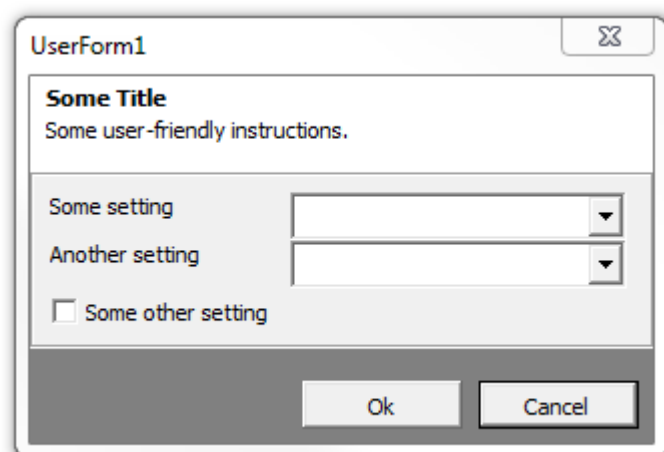 UserForm1
Some Title
Some user-friendly instructions.
Some setting
Another setting
Some other setting
Ok Cancel